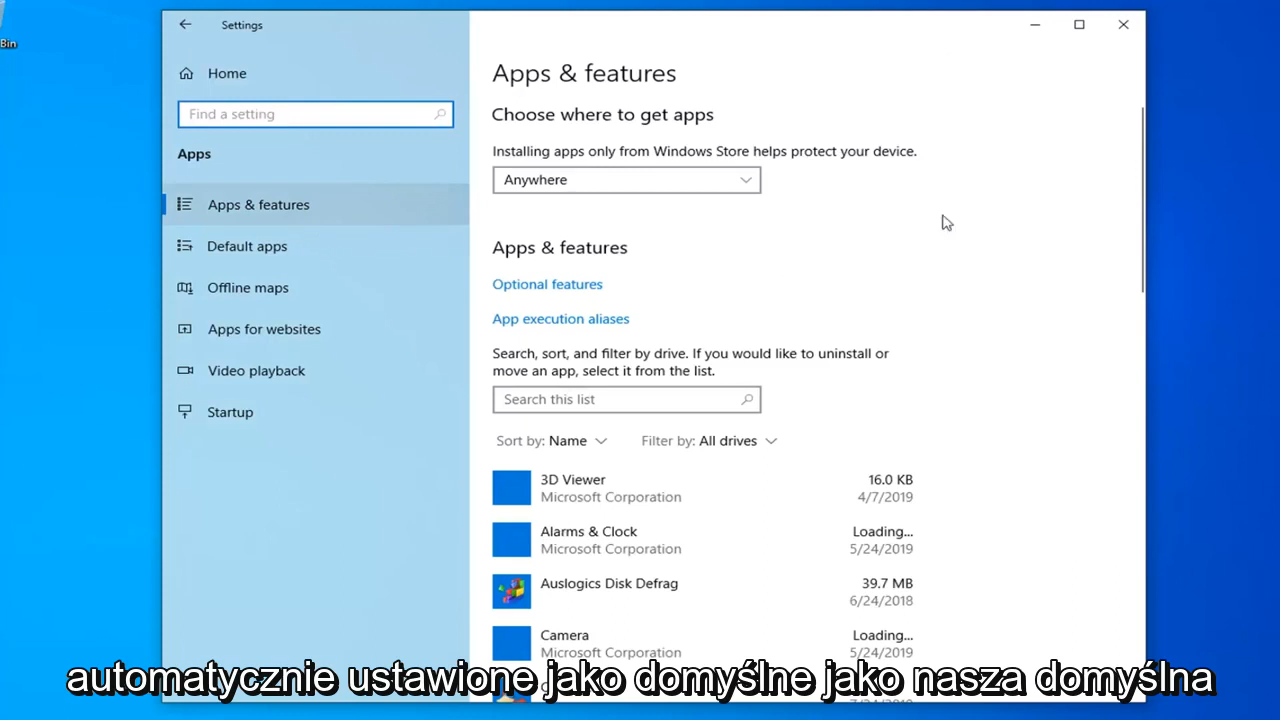 Bin
Settings
Home
Find a setting
Apps
Apps & features
Default apps
Offline maps
Apps for websites
Video playback
Startup
Apps & features
Choose where to get apps
Installing apps only from Windows Store helps protect your device.
Anywhere
Apps & features
Optional features
App execution aliases
Search, sort, and filter by drive. If you would like to uninstall or
move an app, select it from the list.
Search this list
Sort by: Name Filter by: All drives
3D Viewer 16.0 KB
Microsoft Corporation 4/7/2019
Alarms & Clock Loading...
Microsoft Corporation 5/24/2019
Auslogics Disk Defrag 39.7 MB
6/24/2018
Camera Loading...
Microsoft Corporation 5/24/2019
automatycznie ustawione jako domyślne jako nasza domyślna